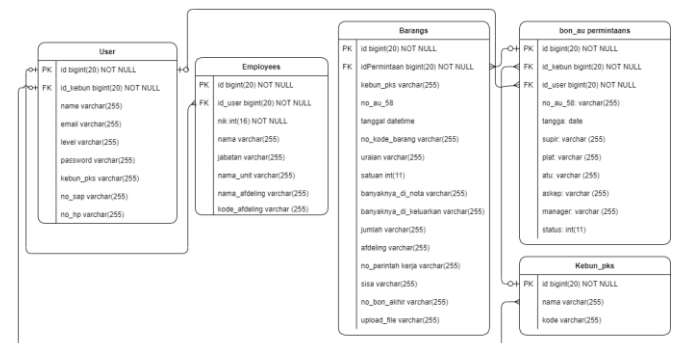 User
PK id bigint(20) NOT NULL
FK id_kebun bigint(20) NOT NULL
name varchar(255)
email varchar(255)
level varchar(255)
password varchar(255)
kebun_pks varchar(255)
no_sap varchar(255)
no_hp varchar(255)
Employees
PK id bigint(20) NOT NULL
FK id_user bigint(20) NOT NULL
nik int(16) NOT NULL
nama varchar(255)
jabatan varchar(255)
nama_unit varchar(255)
nama_afdeling varchar(255)
kode_afdeling varchar (255)
Barangs
PK id bigint(20) NOT NULL
FK idPermintaan bigint(20) NOT NULL
kebun_pks varchar(255)
no_au_58
tanggal datetime
no_kode_barang varchar(255)
uraian varchar(255)
satuan int(11)
banyaknya_di_nota varchar(255)
banyaknya_di_keluarkan varchar(255)
jumlah varchar(255)
afdeling varchar(255)
no_perintah kerja varchar(255)
sisa varchar(255)
no_bon_akhir varchar(255)
upload_file varchar(255)
bon_au permintaans
PK id bigint(20) NOT NULL
FK id_kebun bigint(20) NOT NULL
FK id_user bigint(20) NOT NULL
no_au_58: varchar(255)
tangga: date
supir: varchar (255)
plat: varchar (255)
atu: varchar (255)
askep: varchar (255)
manager: varchar (255)
status: int(11)
Kebun_pks
PK id bigint(20) NOT NULL
nama varchar(255)
kode varchar(255)